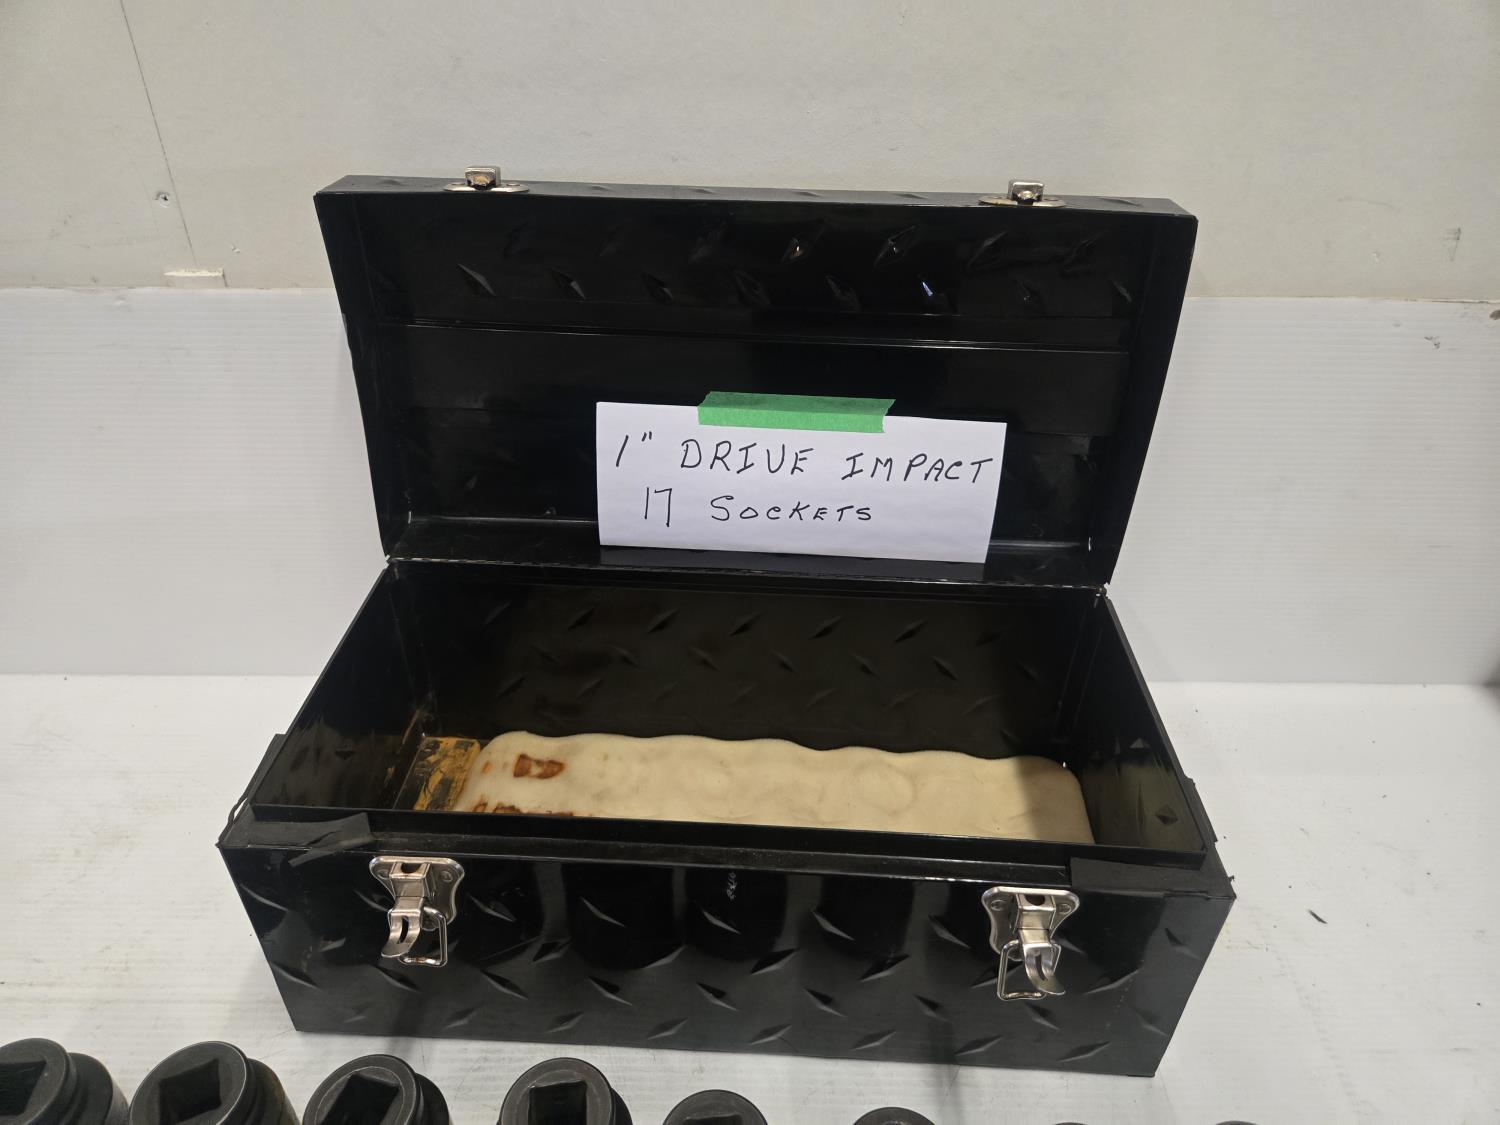 1" DRIVE IMPACT
17 SOCKETS